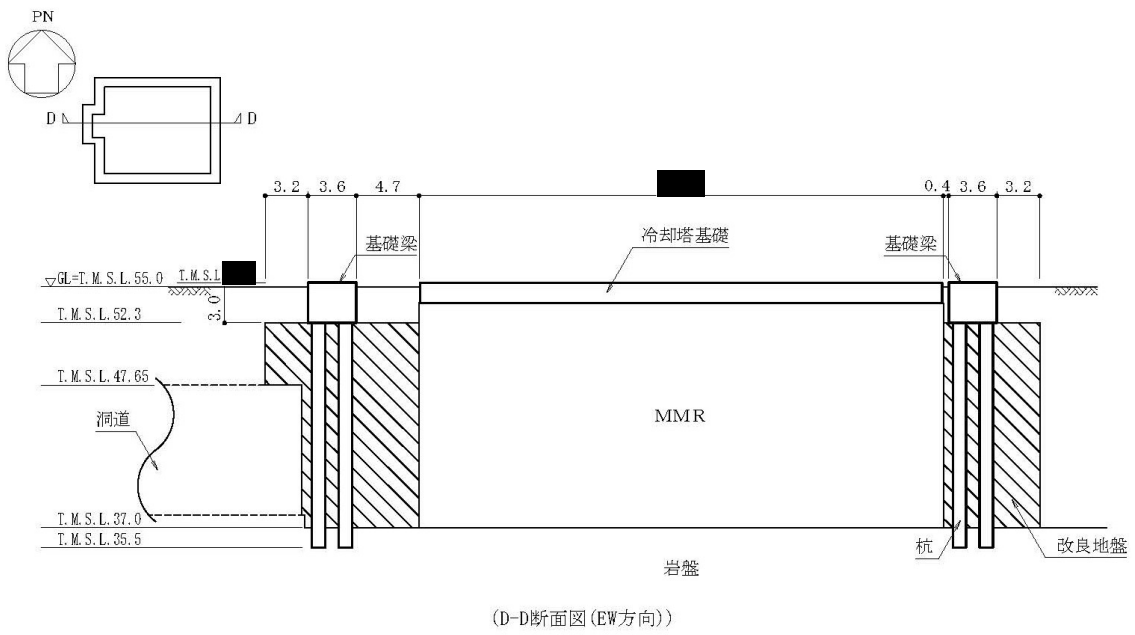 PN
D D
3.2 3.6 4.7 0.4 3.6 3.2
基礎梁 冷却塔基礎 基礎梁
▽GL=T.M.S.L.55.0 T.M.S.L
3.0
T.M.S.L.52.3
T.M.S.L.47.65
洞道
MMR
T.M.S.L.37.0
T.M.S.L.35.5
杭 改良地盤
岩盤
(D-D断面図(EW方向))